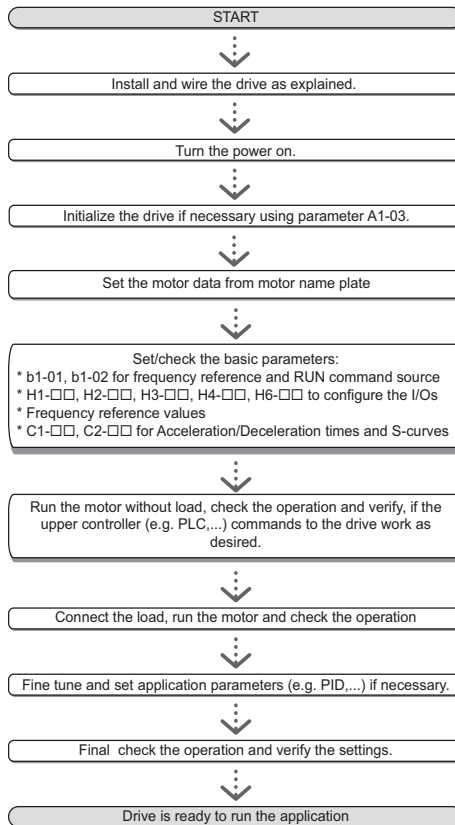 START
Install and wire the drive as explained.
Turn the power on.
Initialize the drive if necessary using parameter A1-03.
Set the motor data from motor name plate
Set/check the basic parameters:
* b1-01, b1-02 for frequency reference and RUN command source
* H1-□□, H2-□□, H3-□□, H4-□□, H6-□□ to configure the I/Os
* Frequency reference values
* C1-□□, C2-□□ for Acceleration/Deceleration times and S-curves
Run the motor without load, check the operation and verify, if the
upper controller (e.g. PLC,...) commands to the drive work as
desired.
Connect the load, run the motor and check the operation
Fine tune and set application parameters (e.g. PID,...) if necessary.
Final check the operation and verify the settings.
Drive is ready to run the application